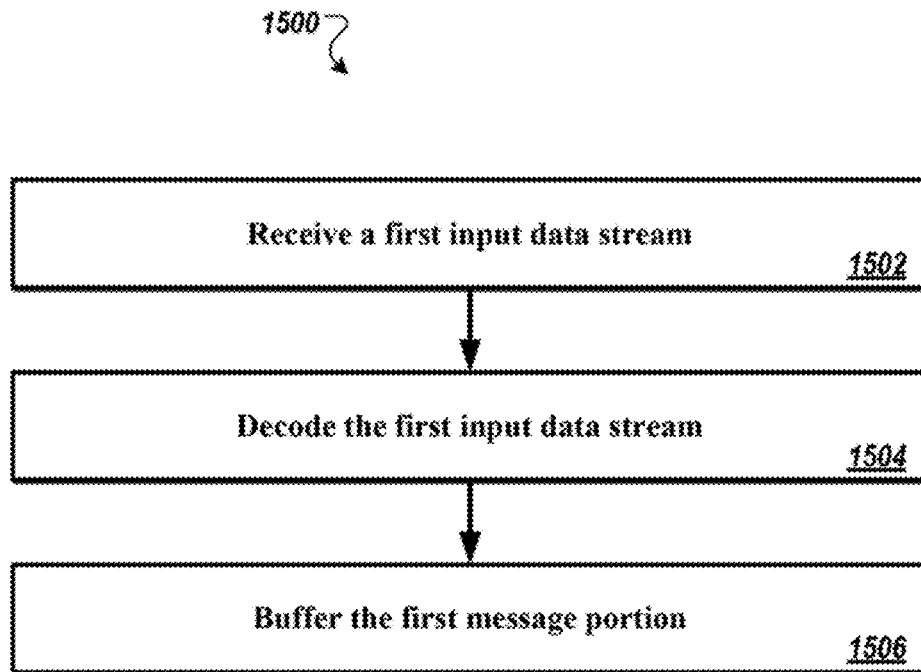 1500
Receive a first input data stream
1502
Decode the first input data stream
1504
Buffer the first message portion
1506